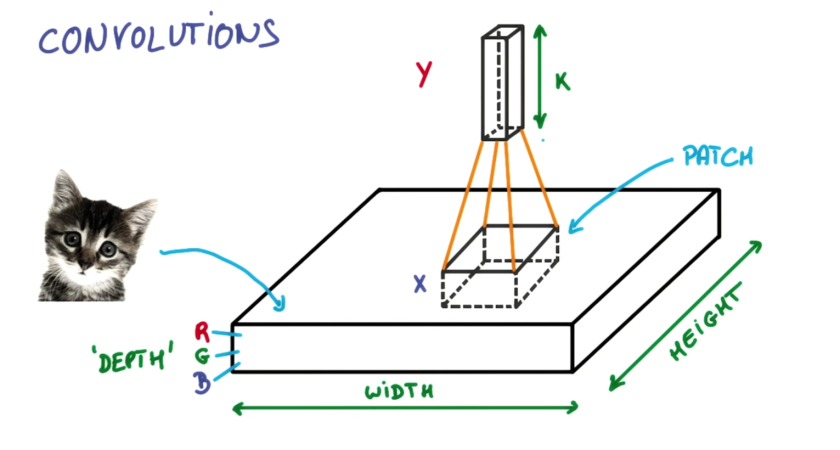 CONVOLUTIONS
Y
K
PATCH
X
R
'DEPTH'
G
B
WIDTH
HEIGHT